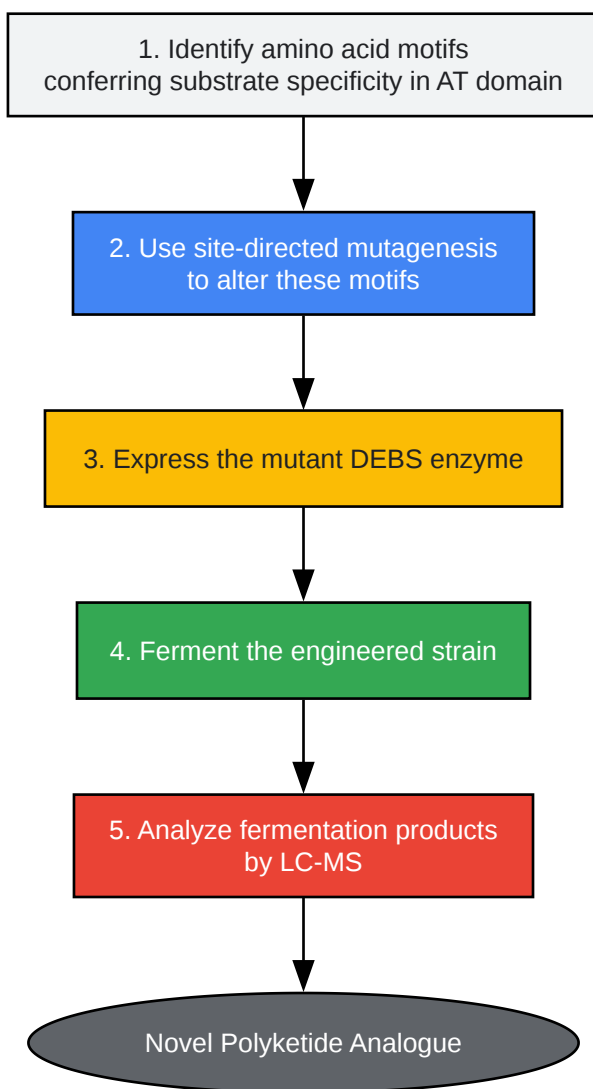 1. Identify amino acid motifs
conferring substrate specificity in AT domain
2. Use site-directed mutagenesis
to alter these motifs
3. Express the mutant DEBS enzyme
4. Ferment the engineered strain
5. Analyze fermentation products
by LC-MS
Novel Polyketide Analogue